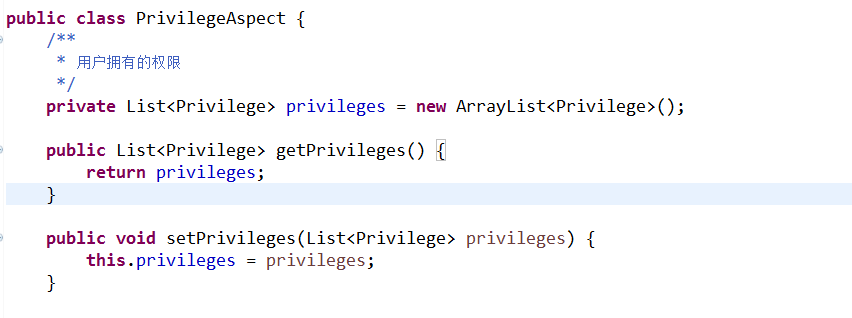 public class PrivilegeAspect {
/**
* 用户拥有的权限
*/
private List<Privilege> privileges = new ArrayList<Privilege>();
public List<Privilege> getPrivileges() {
return privileges;
}
public void setPrivileges(List<Privilege> privileges) {
this.privileges = privileges;
}